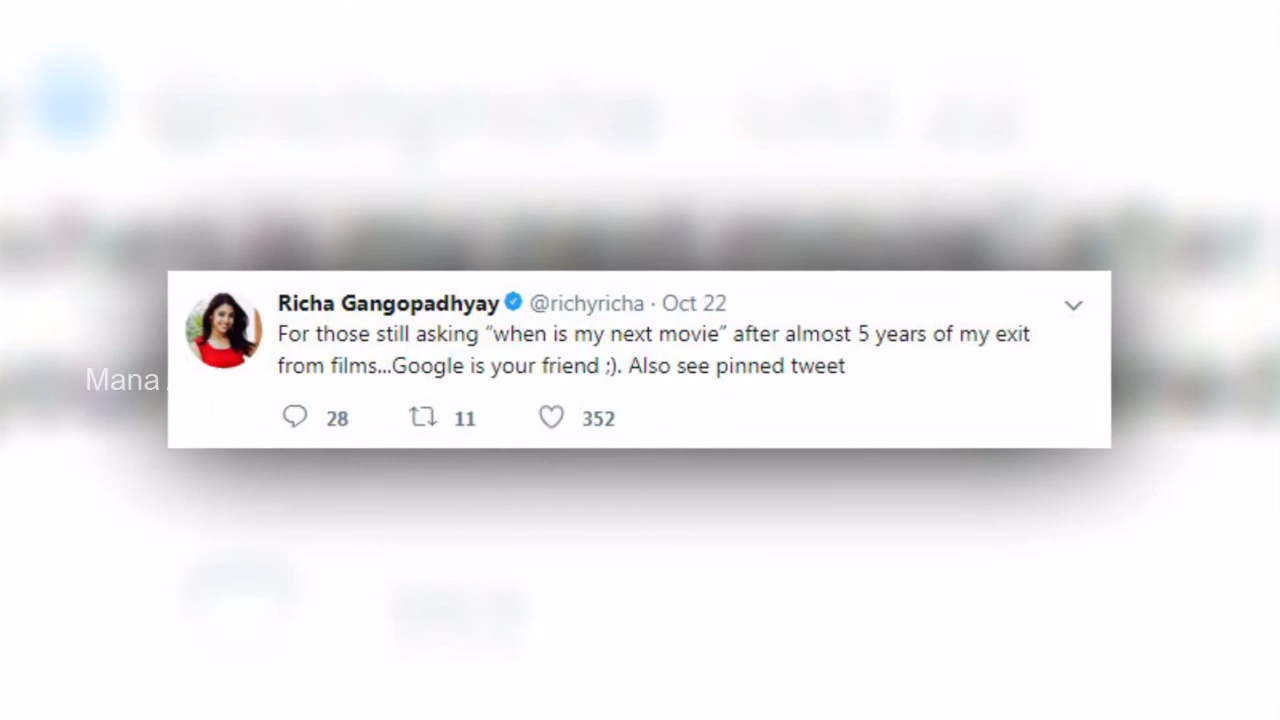 Richa Gangopadhyay @richyricha · Oct 22
For those still asking “when is my next movie” after almost 5 years of my exit
from films...Google is your friend ;). Also see pinned tweet
Mana
28 11 352